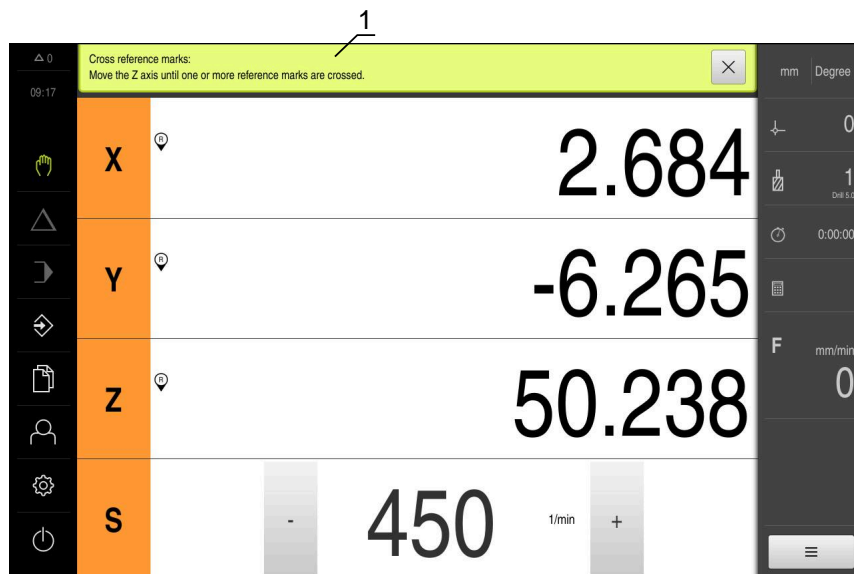 1
△ 0
Cross reference marks:
Move the Z axis until one or more reference marks are crossed.
mm Degree
09:17
X R 2.684
0
1
Drill 5.0
Y R -6.265
0:00:00
Z R 50.238
F mm/min
0
S - 450 1/min +